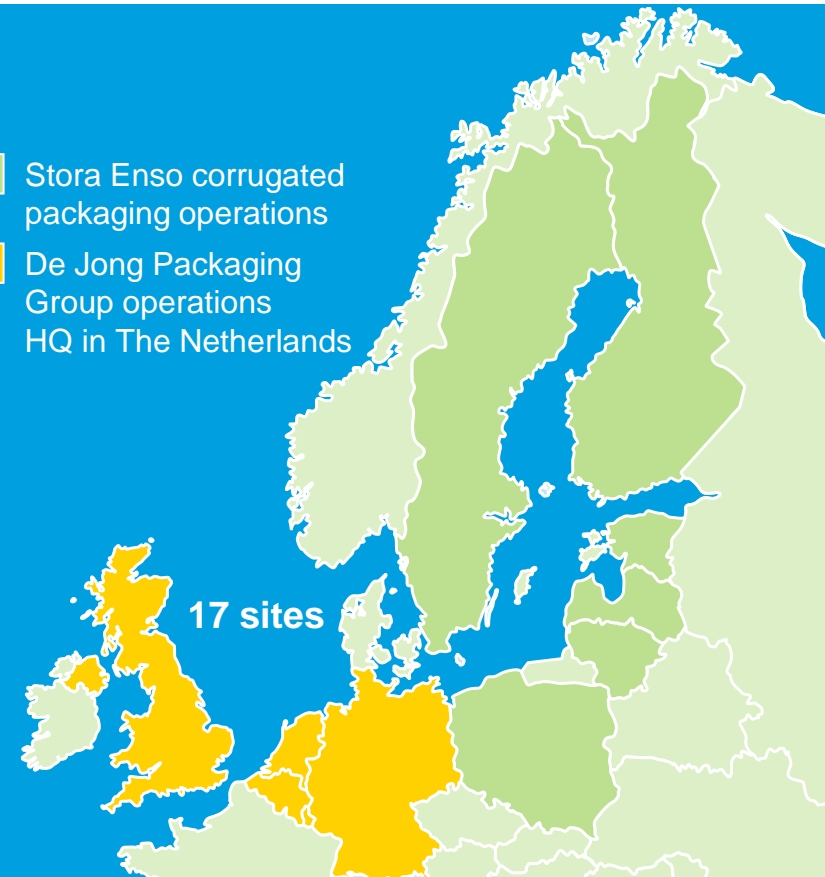 Stora Enso corrugated
packaging operations
De Jong Packaging
Group operations
HQ in The Netherlands
17 sites